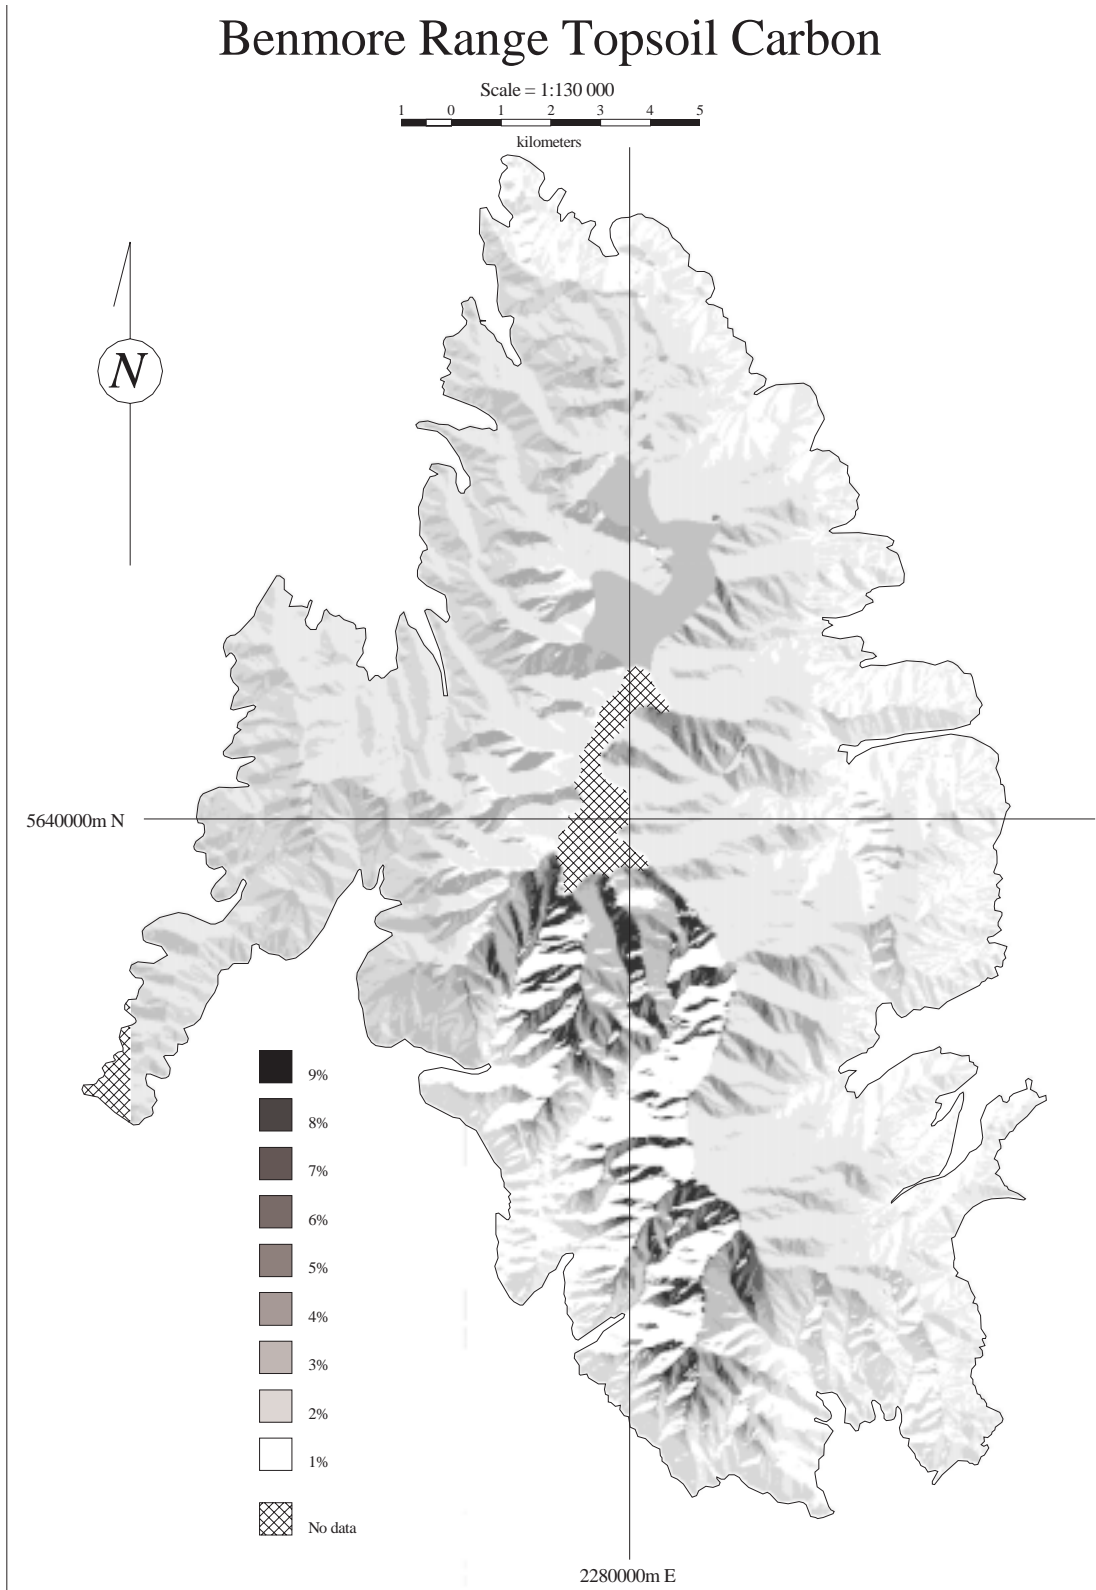 Benmore Range Topsoil Carbon
Scale = 1:130 000
1 0 1 2 3 4 5
kilometers
N
5640000m N
9%
8%
7%
6%
5%
4%
3%
2%
1%
No data
2280000m E